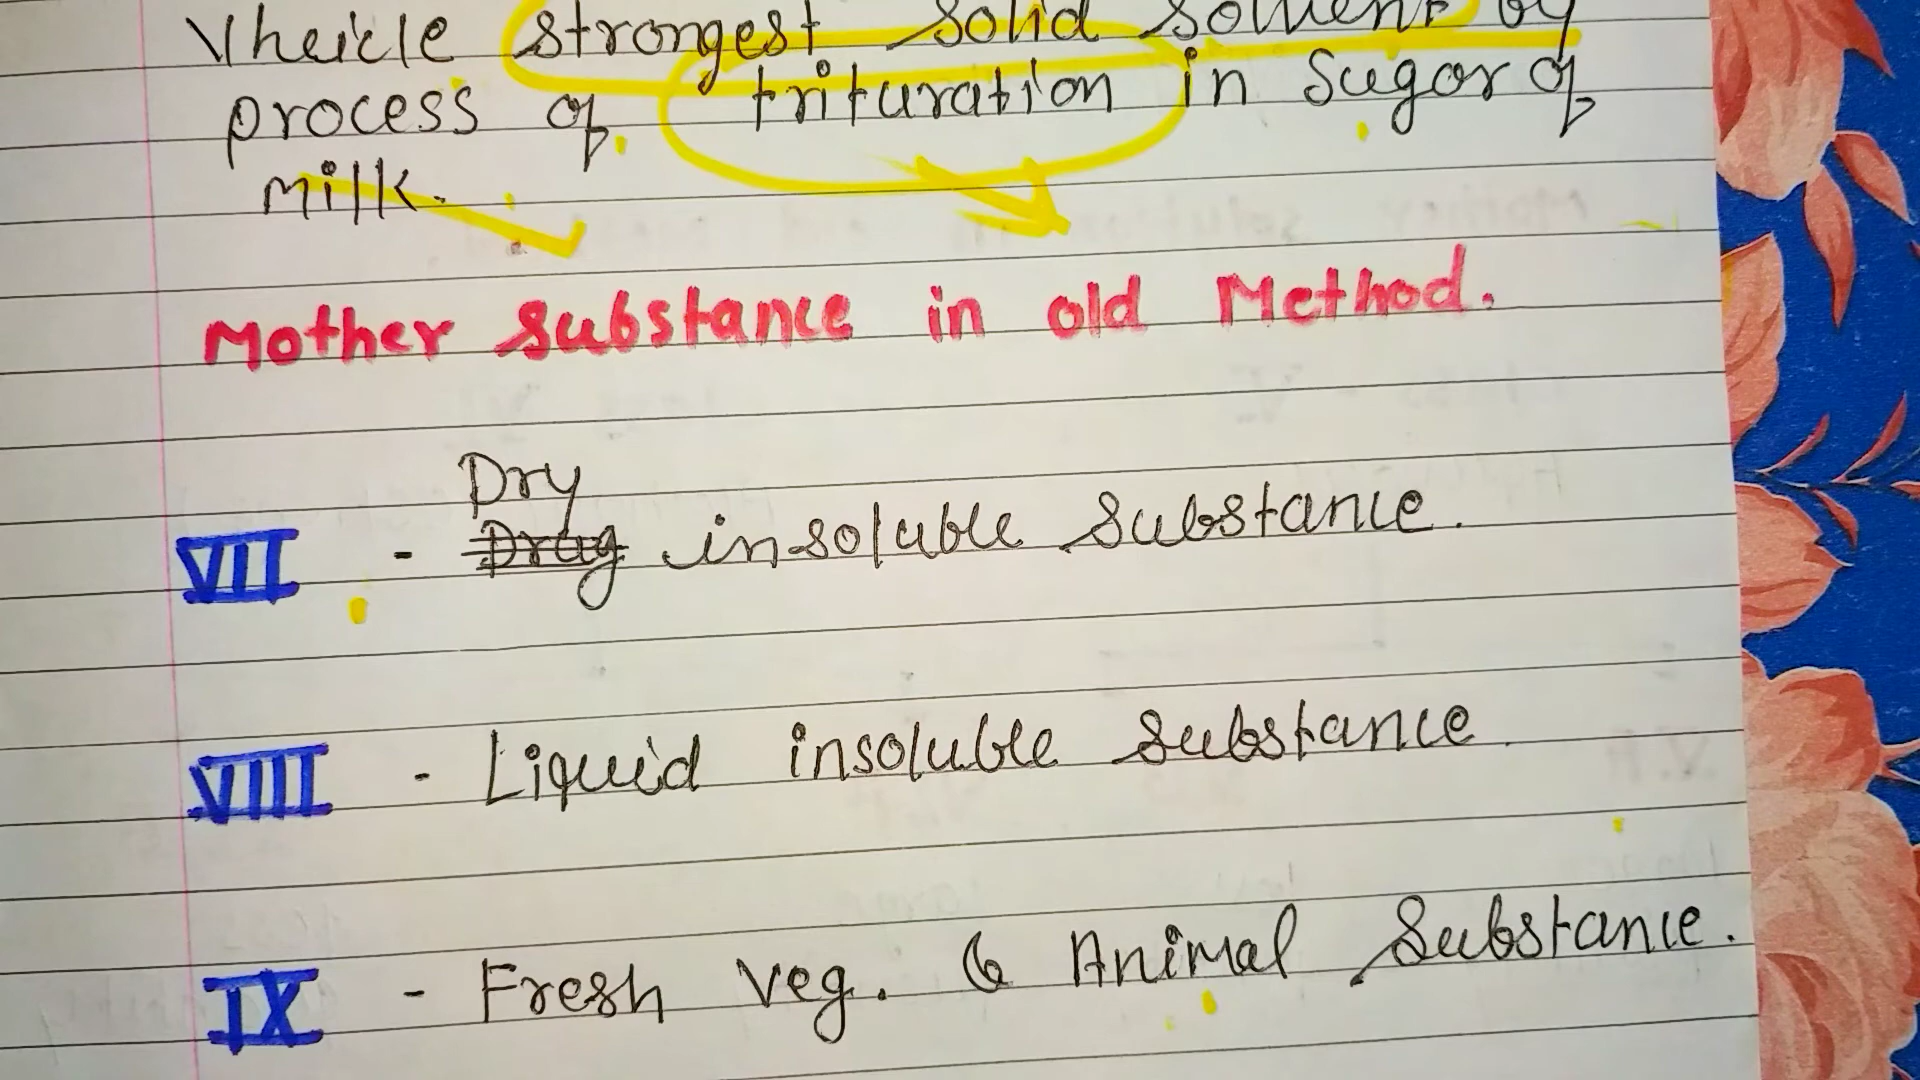 Vheicle strongest solid solvent by
process of trituration in Sugar of
milk.
Mother Substance in old Method.
Dry
VII - Drug insoluble Substance.
VIII - Liquid insoluble Substance
IX - Fresh veg. & Animal Substance.